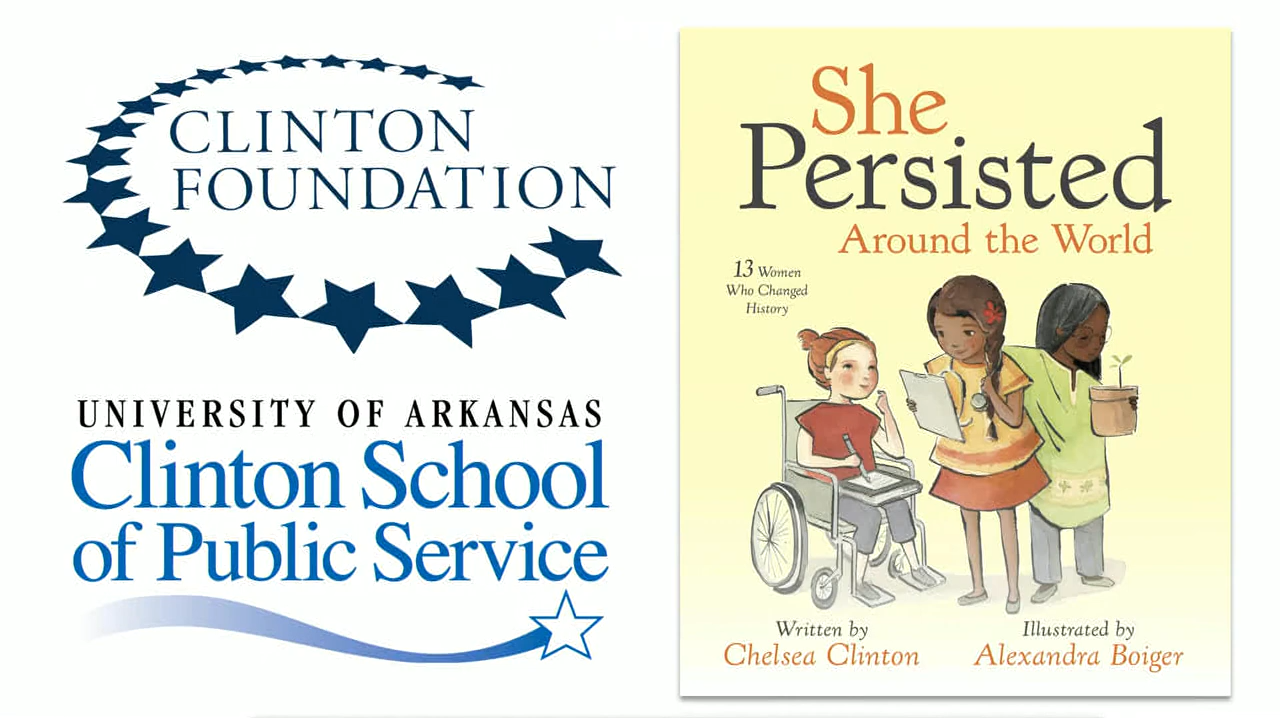 CLINTON
FOUNDATION
UNIVERSITY OF ARKANSAS
Clinton School
of Public Service
She
Persisted
Around the World
13 Women
Who Changed
History
Written by
Chelsea Clinton
Illustrated by
Alexandra Boiger